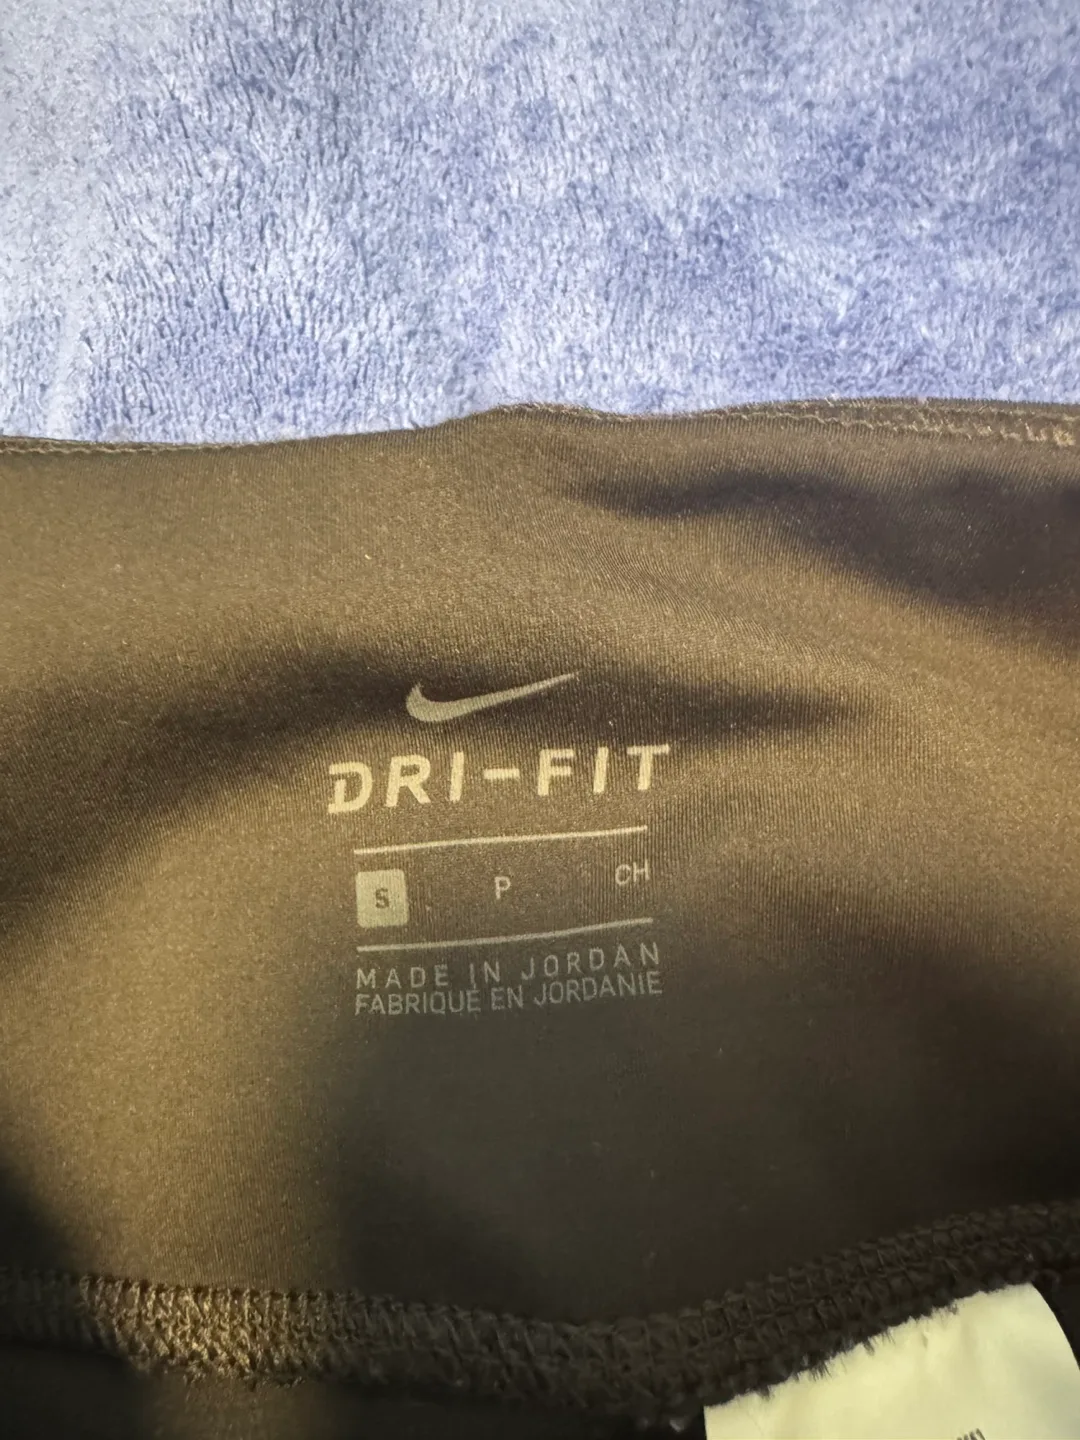 DRI-FIT
S P CH
MADE IN JORDAN
FABRIQUÉ EN JORDANIE